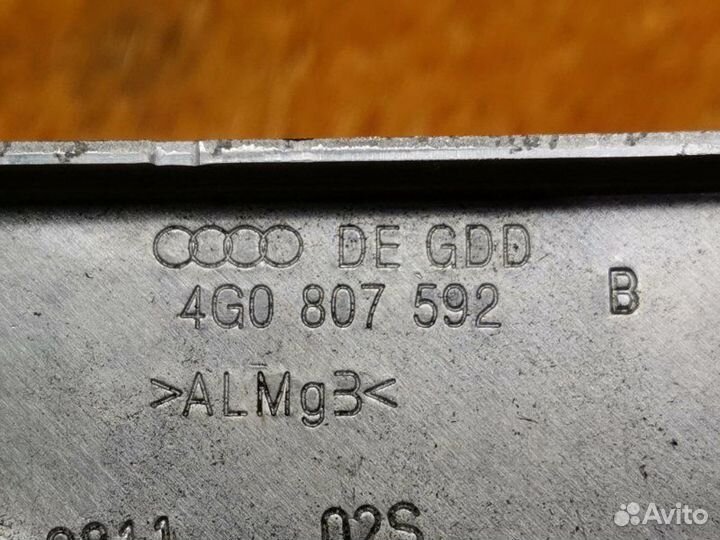 DE GDD
4G0 807 592 B
>ALMg3<
02S
Avito